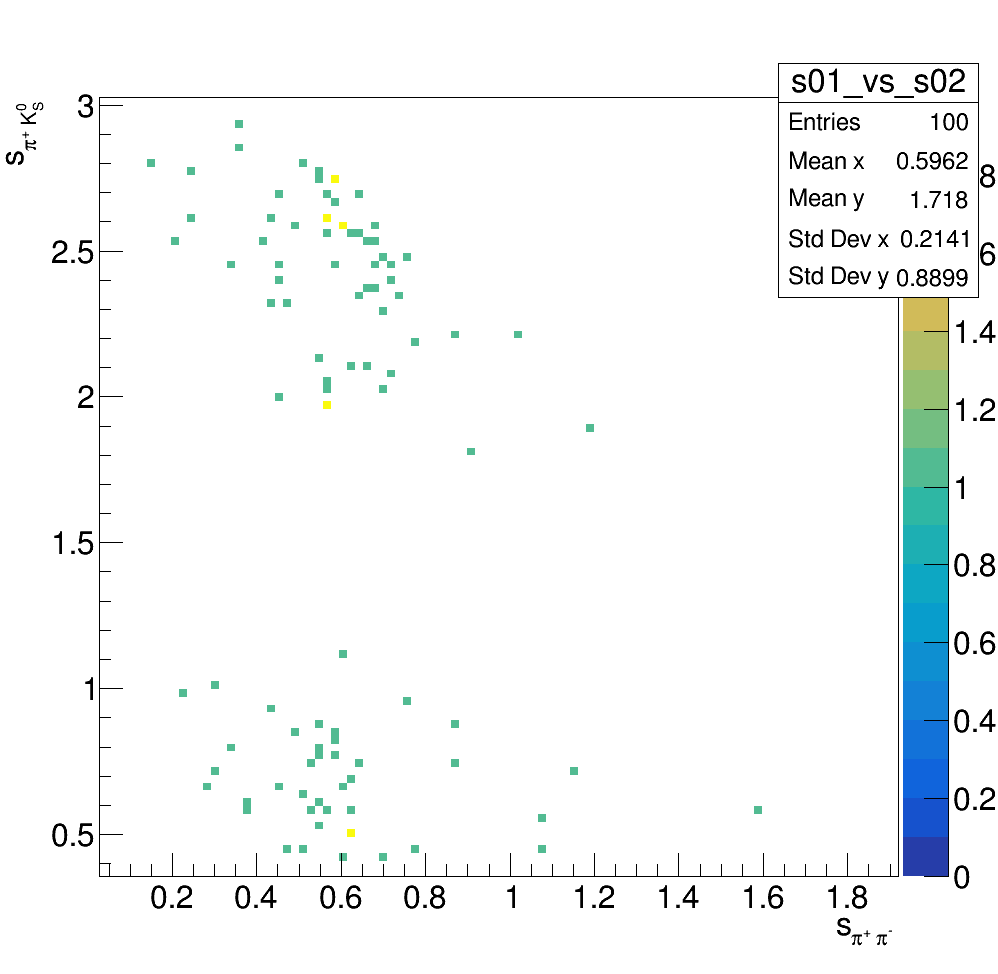 s01_vs_s02
Entries 100
Mean x 0.5962
Mean y 1.718
Std Dev x 0.2141
Std Dev y 0.8899
s π⁺ K⁰S
3
2.5
2
1.5
1
0.5
0.2 0.4 0.6 0.8 1 1.2 1.4 1.6 1.8
s π⁺ π⁻
8
6
1.4
1.2
1
0.8
0.6
0.4
0.2
0